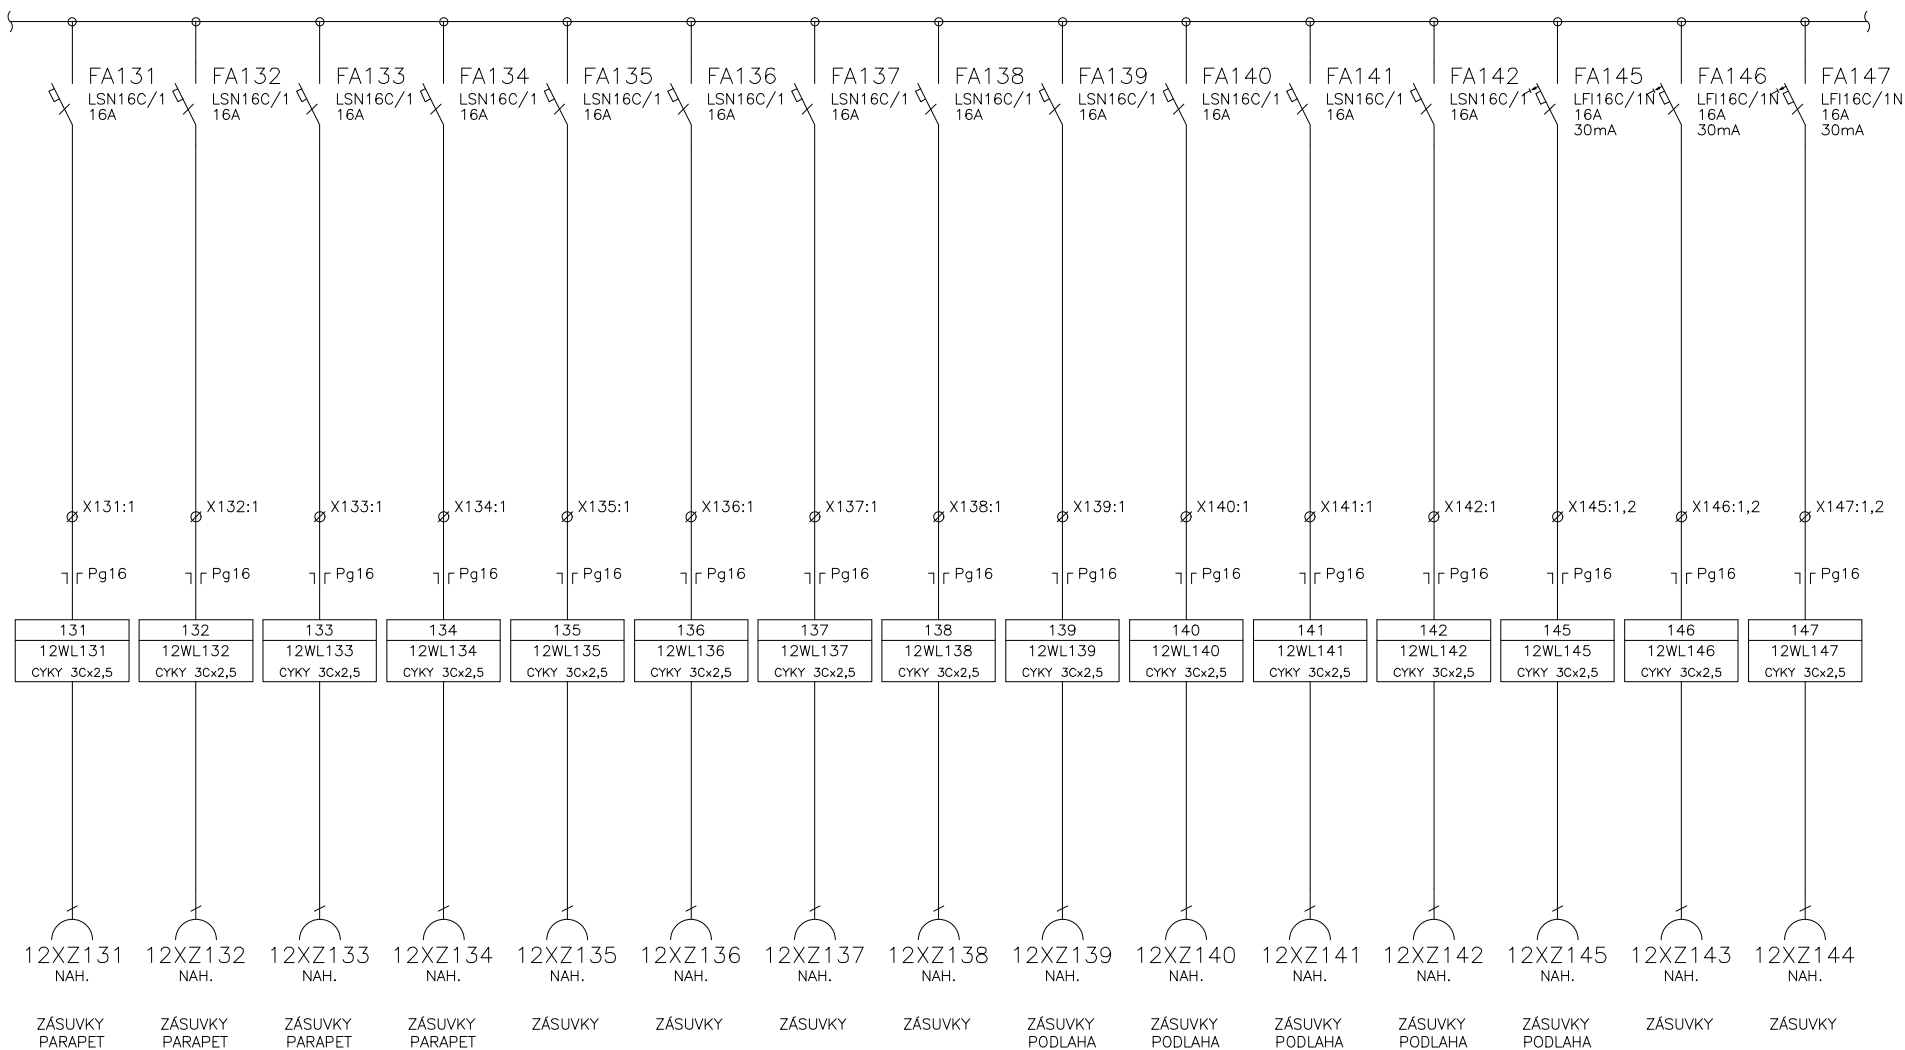 FA131 FA132 FA133 FA134 FA135 FA136 FA137 FA138 FA139 FA140 FA141 FA142 FA145 FA146 FA147
LSN16C/1 LSN16C/1 LSN16C/1 LSN16C/1 LSN16C/1 LSN16C/1 LSN16C/1 LSN16C/1 LSN16C/1 LSN16C/1 LSN16C/1 LSN16C/1 LFI16C/1N LFI16C/1N LFI16C/1N
16A 16A 16A 16A 16A 16A 16A 16A 16A 16A 16A 16A 16A 16A 16A
30mA 30mA 30mA
X131:1 X132:1 X133:1 X134:1 X135:1 X136:1 X137:1 X138:1 X139:1 X140:1 X141:1 X142:1 X145:1,2 X146:1,2 X147:1,2
Pg16 Pg16 Pg16 Pg16 Pg16 Pg16 Pg16 Pg16 Pg16 Pg16 Pg16 Pg16 Pg16 Pg16 Pg16
131 132 133 134 135 136 137 138 139 140 141 142 145 146 147
12WL131 12WL132 12WL133 12WL134 12WL135 12WL136 12WL137 12WL138 12WL139 12WL140 12WL141 12WL142 12WL145 12WL146 12WL147
CYKY 3Cx2,5 CYKY 3Cx2,5 CYKY 3Cx2,5 CYKY 3Cx2,5 CYKY 3Cx2,5 CYKY 3Cx2,5 CYKY 3Cx2,5 CYKY 3Cx2,5 CYKY 3Cx2,5 CYKY 3Cx2,5 CYKY 3Cx2,5 CYKY 3Cx2,5 CYKY 3Cx2,5 CYKY 3Cx2,5 CYKY 3Cx2,5
12XZ131 12XZ132 12XZ133 12XZ134 12XZ135 12XZ136 12XZ137 12XZ138 12XZ139 12XZ140 12XZ141 12XZ142 12XZ145 12XZ143 12XZ144
NAH. NAH. NAH. NAH. NAH. NAH. NAH. NAH. NAH. NAH. NAH. NAH. NAH. NAH. NAH.
ZÁSUVKY ZÁSUVKY ZÁSUVKY ZÁSUVKY ZÁSUVKY ZÁSUVKY ZÁSUVKY ZÁSUVKY ZÁSUVKY ZÁSUVKY ZÁSUVKY ZÁSUVKY ZÁSUVKY ZÁSUVKY ZÁSUVKY
PARAPET PARAPET PARAPET PARAPET PODLAHA PODLAHA PODLAHA PODLAHA PODLAHA